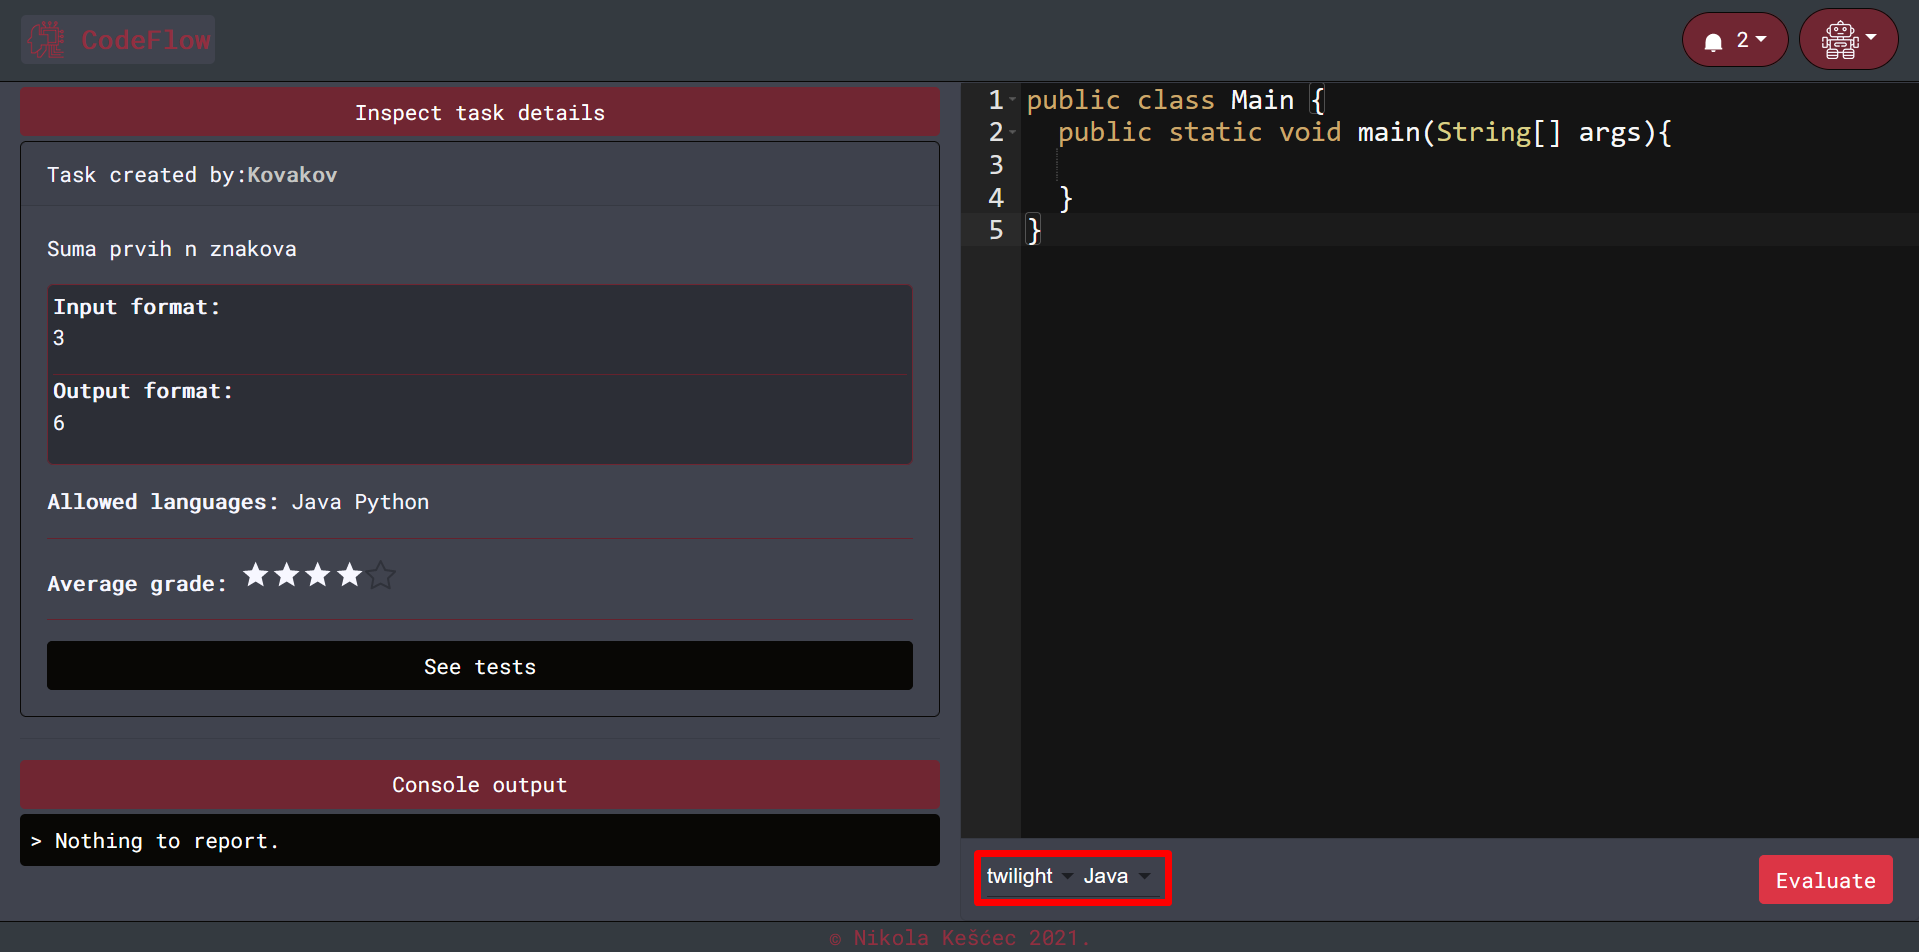 CodeFlow
2
Inspect task details
Task created by:Kovakov
Suma prvih n znakova
Input format:
3
Output format:
6
Allowed languages: Java Python
Average grade:
See tests
Console output
> Nothing to report.
1 public class Main {
2 public static void main(String[] args){
3
4 }
5 }
twilight Java
Evaluate
© Nikola Kešćec 2021.